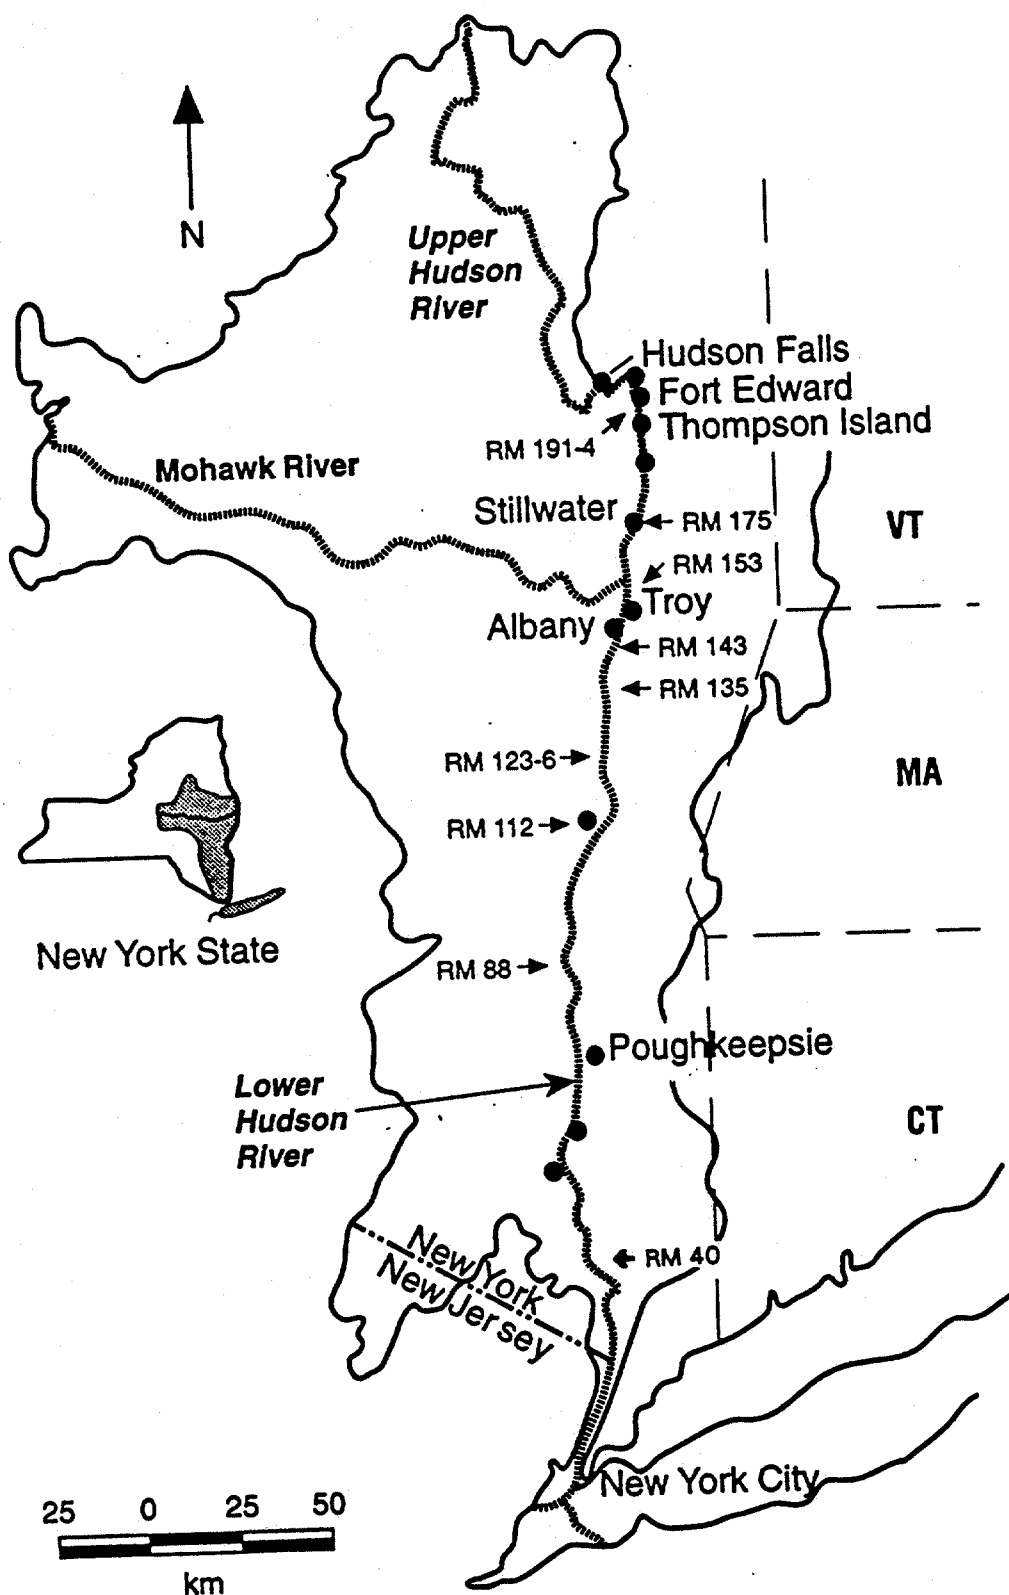 N
Upper
Hudson
River
Hudson Falls
Fort Edward
Thompson Island
RM 191-4
Mohawk River
Stillwater
RM 175
VT
RM 153
Troy
Albany
RM 143
RM 135
RM 123-6
MA
RM 112
New York State
RM 88
Poughkeepsie
Lower
Hudson
River
CT
New York
New Jersey
RM 40
New York City
25 0 25 50
km